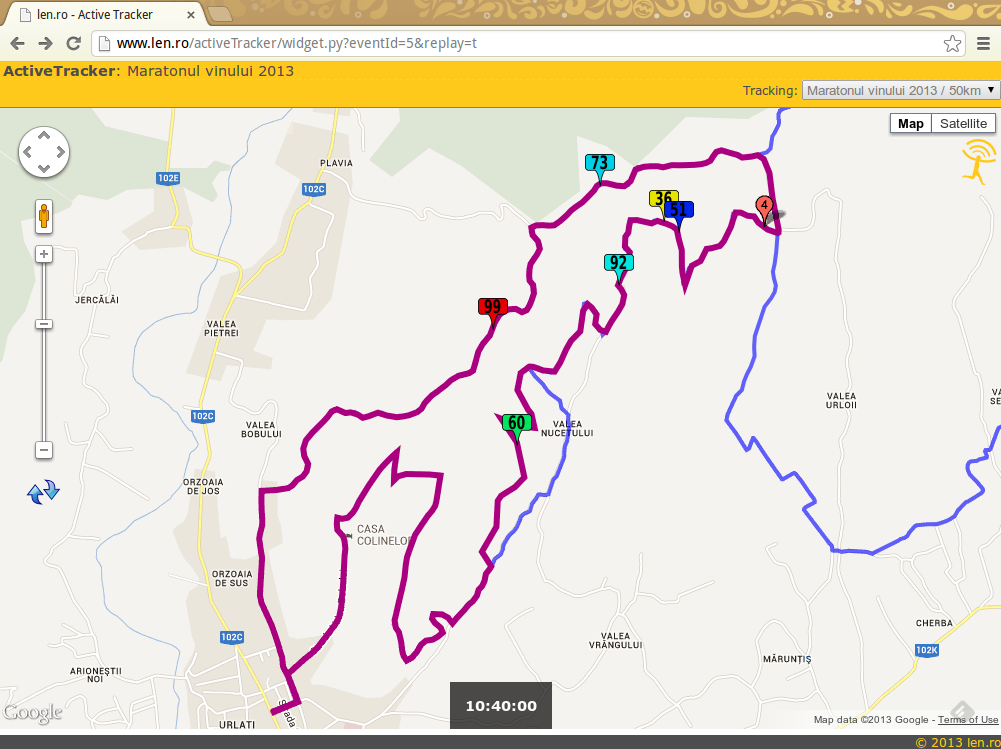 len.ro - Active Tracker
www.len.ro/activeTracker/widget.py?eventId=5&replay=t
ActiveTracker: Maratonul vinului 2013
Tracking: Maratonul vinului 2013 / 50km
Map Satellite
PLAVIA
73
102E
102C
36
51
4
92
JERCĂLĂI
99
VALEA
PIETREI
VALEA
URLOII
102C
VALEA
BOBULUI
60
VALEA
NUCETULUI
VA
SE
ORZOAIA
DE JOS
CASA
COLINELOR
ORZOAIA
DE SUS
102C
VALEA
VRÂNGULUI
CHERBA
102K
MĂRUNȚIȘ
ARIONEȘTII
NOI
Strada
10:40:00
Google
URLATI
Map data ©2013 Google - Terms of Use
© 2013 len.ro